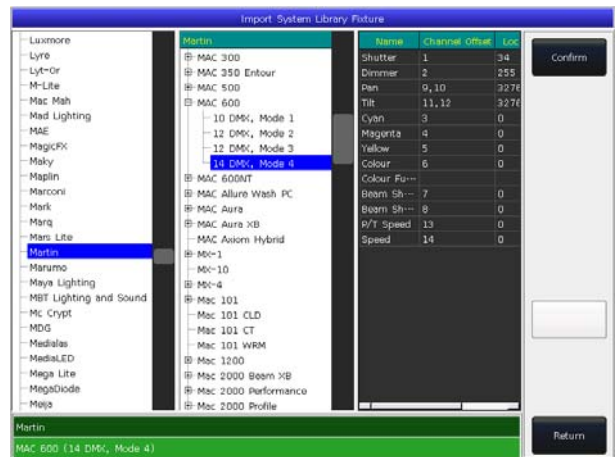 Import System Library Fixture
Luxmore
Lyre
Lyt-Or
M-Lite
Mac Mah
Mad Lighting
MAE
MagicFX
Maky
Maplin
Marconi
Mark
Marq
Mars Lite
Martin
Marumo
Maya Lighting
MBT Lighting and Sound
Mc Crypt
MDG
Medialas
MediaLED
Mega Lite
MegaDiode
Meija
Martin
MAC 300
MAC 350 Entour
MAC 500
MAC 600
10 DMX, Mode 1
12 DMX, Mode 2
12 DMX, Mode 3
14 DMX, Mode 4
MAC 600NT
MAC Allure Wash PC
MAC Aura
MAC Aura XB
MAC Axiom Hybrid
MX-1
MX-10
MX-4
Mac 101
Mac 101 CLD
Mac 101 CT
Mac 101 WRM
Mac 1200
Mac 2000 Beam XB
Mac 2000 Performance
Mac 2000 Profile
Name Channel Offset Loc
Shutter 1 34
Dimmer 2 255
Pan 9,10 3276
Tilt 11,12 3276
Cyan 3 0
Magenta 4 0
Yellow 5 0
Colour 6 0
Colour Fu···
Beam Sh··· 7 0
Beam Sh··· 8 0
P/T Speed 13 0
Speed 14 0
Confirm
Return
Martin
MAC 600 (14 DMX, Mode 4)